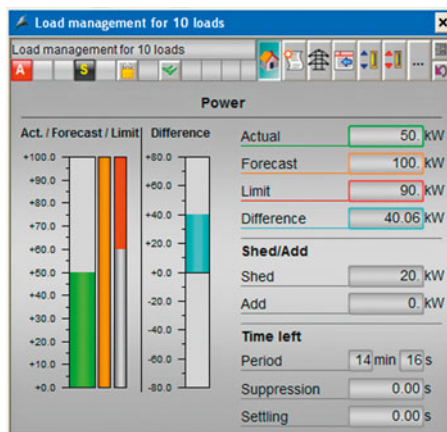 Load management for 10 loads
Load management for 10 loads
A S
...
Power
Act. / Forecast / Limit Difference
+100.0 +80.0
+90.0
+80.0 +60.0
+70.0 +40.0
+60.0 +20.0
+50.0 +0.0
+40.0 -20.0
+30.0
+20.0 -40.0
+10.0 -60.0
+0.0 -80.0
Actual 50. kW
Forecast 100. kW
Limit 90. kW
Difference 40.06 kW
Shed/Add
Shed 20. kW
Add 0. kW
Time left
Period 14 min 16 s
Suppression 0.00 s
Settling 0.00 s